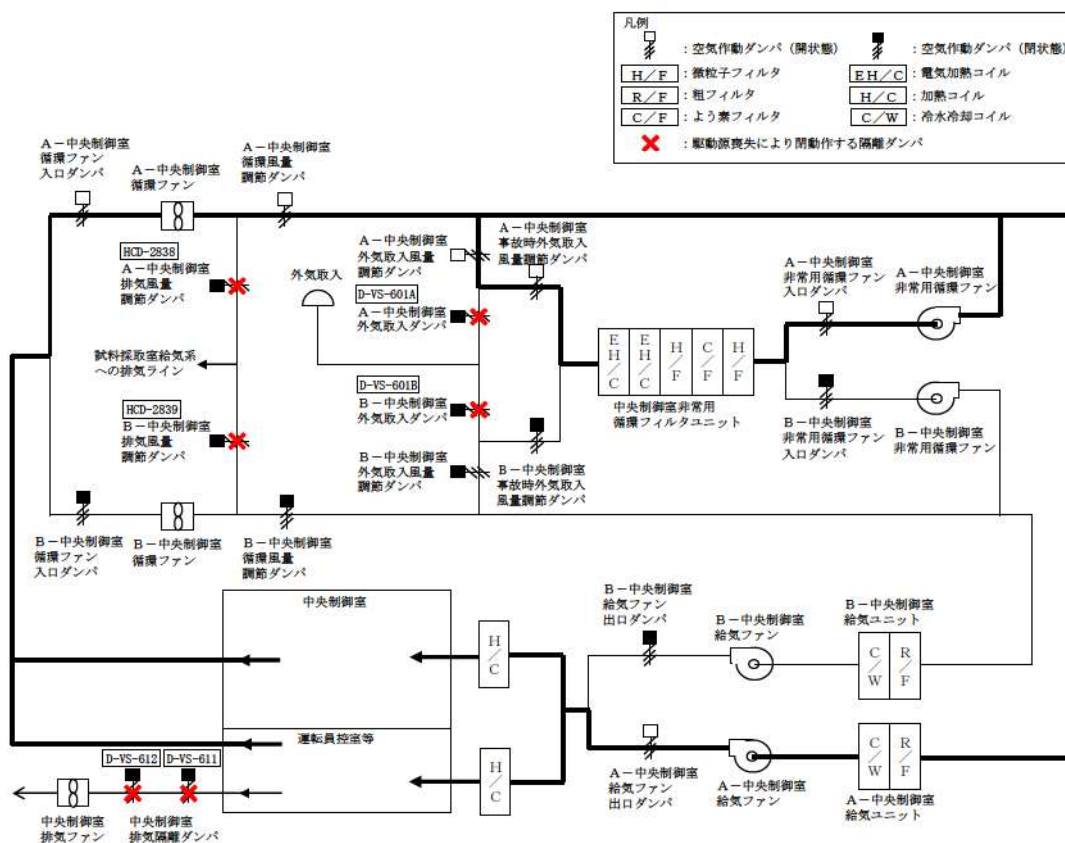 凡例
:空気作動ダンパ(開状態)
:空気作動ダンパ(閉状態)
H/F
:微粒子フィルタ
EH/C
:電気加熱コイル
R/F
:粗フィルタ
H/C
:加熱コイル
C/F
:よう素フィルタ
C/W
:冷水冷却コイル
:駆動源喪失により閉動作する隔離ダンパ
A-中央制御室
循環ファン
入口ダンパ
A-中央制御室
循環ファン
A-中央制御室
循環風量
調節ダンパ
HCD-2838
A-中央制御室
排気風量
調節ダンパ
外気取入
A-中央制御室
外気取入風量
調節ダンパ
A-中央制御室
事故時外気取入
風量調節ダンパ
D-VS-601A
A-中央制御室
外気取入ダンパ
A-中央制御室
非常用循環ファン
入口ダンパ
A-中央制御室
非常用循環ファン
試料採取室給気系
への排気ライン
EH/C
EH/C
H/F
C/F
H/F
中央制御室非常用
循環フィルタユニット
D-VS-601B
B-中央制御室
外気取入ダンパ
HCD-2839
B-中央制御室
排気風量
調節ダンパ
B-中央制御室
非常用循環ファン
入口ダンパ
B-中央制御室
非常用循環ファン
B-中央制御室
外気取入風量
調節ダンパ
B-中央制御室
事故時外気取入
風量調節ダンパ
B-中央制御室
循環ファン
入口ダンパ
B-中央制御室
循環ファン
B-中央制御室
循環風量
調節ダンパ
中央制御室
H/C
B-中央制御室
給気ファン
出口ダンパ
B-中央制御室
給気ファン
B-中央制御室
給気ユニット
C/W
R/F
運転員控室等
H/C
D-VS-612
D-VS-611
中央制御室
排気ファン
中央制御室
排気隔離ダンパ
A-中央制御室
給気ファン
出口ダンパ
A-中央制御室
給気ファン
C/W
R/F
A-中央制御室
給気ユニット